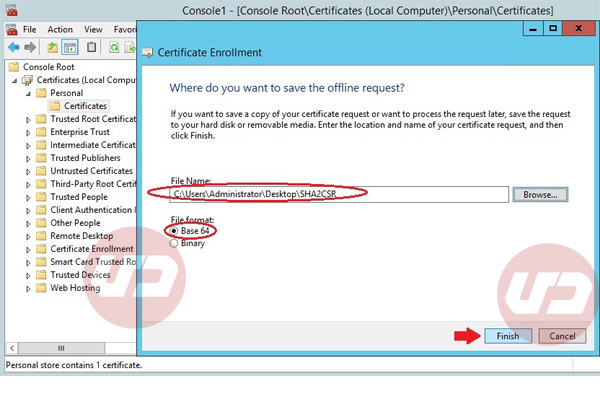 Console1 - [Console Root\Certificates (Local Computer)\Personal\Certificates]
File Action View Favorites
Console Root
Certificates (Local Compu
Personal
Certificates
Trusted Root Certificat
Enterprise Trust
Intermediate Certificat
Trusted Publishers
Untrusted Certificates
Third-Party Root Certif
Trusted People
Client Authentication I
Other People
Remote Desktop
Certificate Enrollment
Smart Card Trusted Ro
Trusted Devices
Web Hosting
Personal store contains 1 certificate.
Certificate Enrollment
Where do you want to save the offline request?
If you want to save a copy of your certificate request or want to process the request later, save the request
to your hard disk or removable media. Enter the location and name of your certificate request, and then
click Finish.
File Name:
C:\Users\Administrator\Desktop\SHA2CSR
Browse...
File format:
Base 64
Binary
Finish Cancel